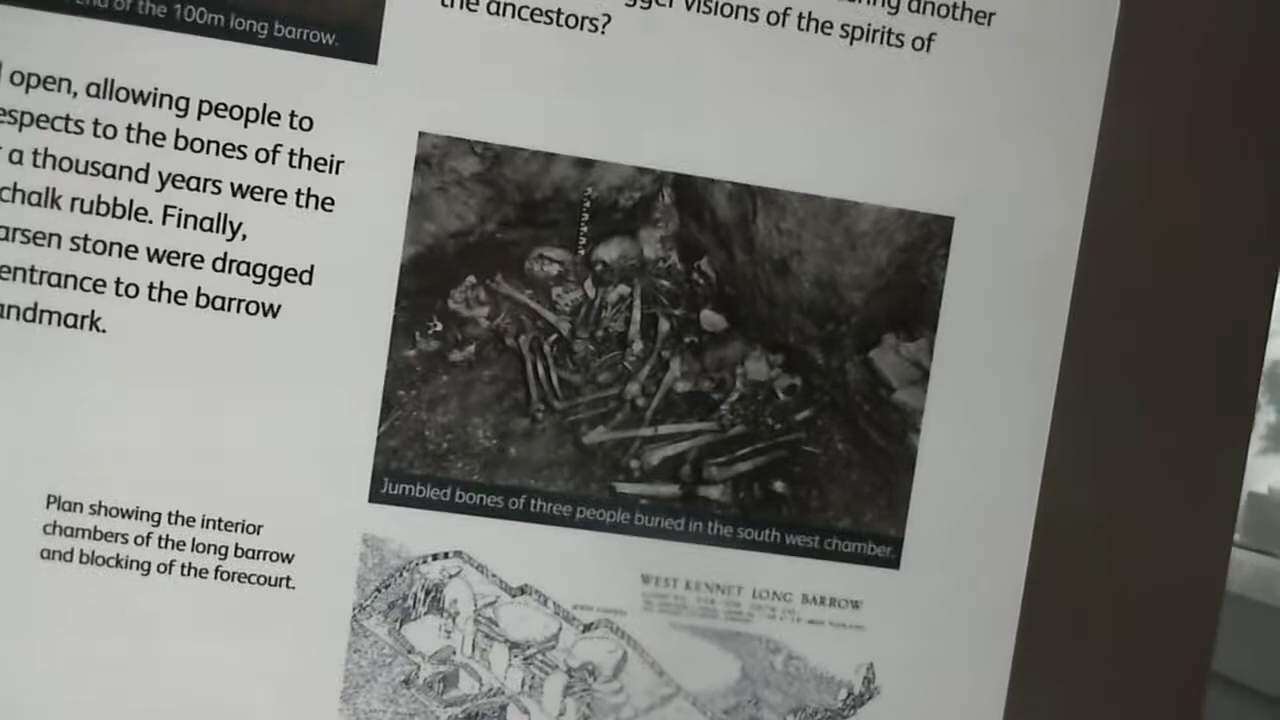 of the 100m long barrow.
open, allowing people to
espects to the bones of their
a thousand years were the
chalk rubble. Finally,
arsen stone were dragged
entrance to the barrow
andmark.
another
visions of the spirits of
the ancestors?
Jumbled bones of three people buried in the south west chamber.
Plan showing the interior
chambers of the long barrow
and blocking of the forecourt.
WEST KENNET LONG BARROW